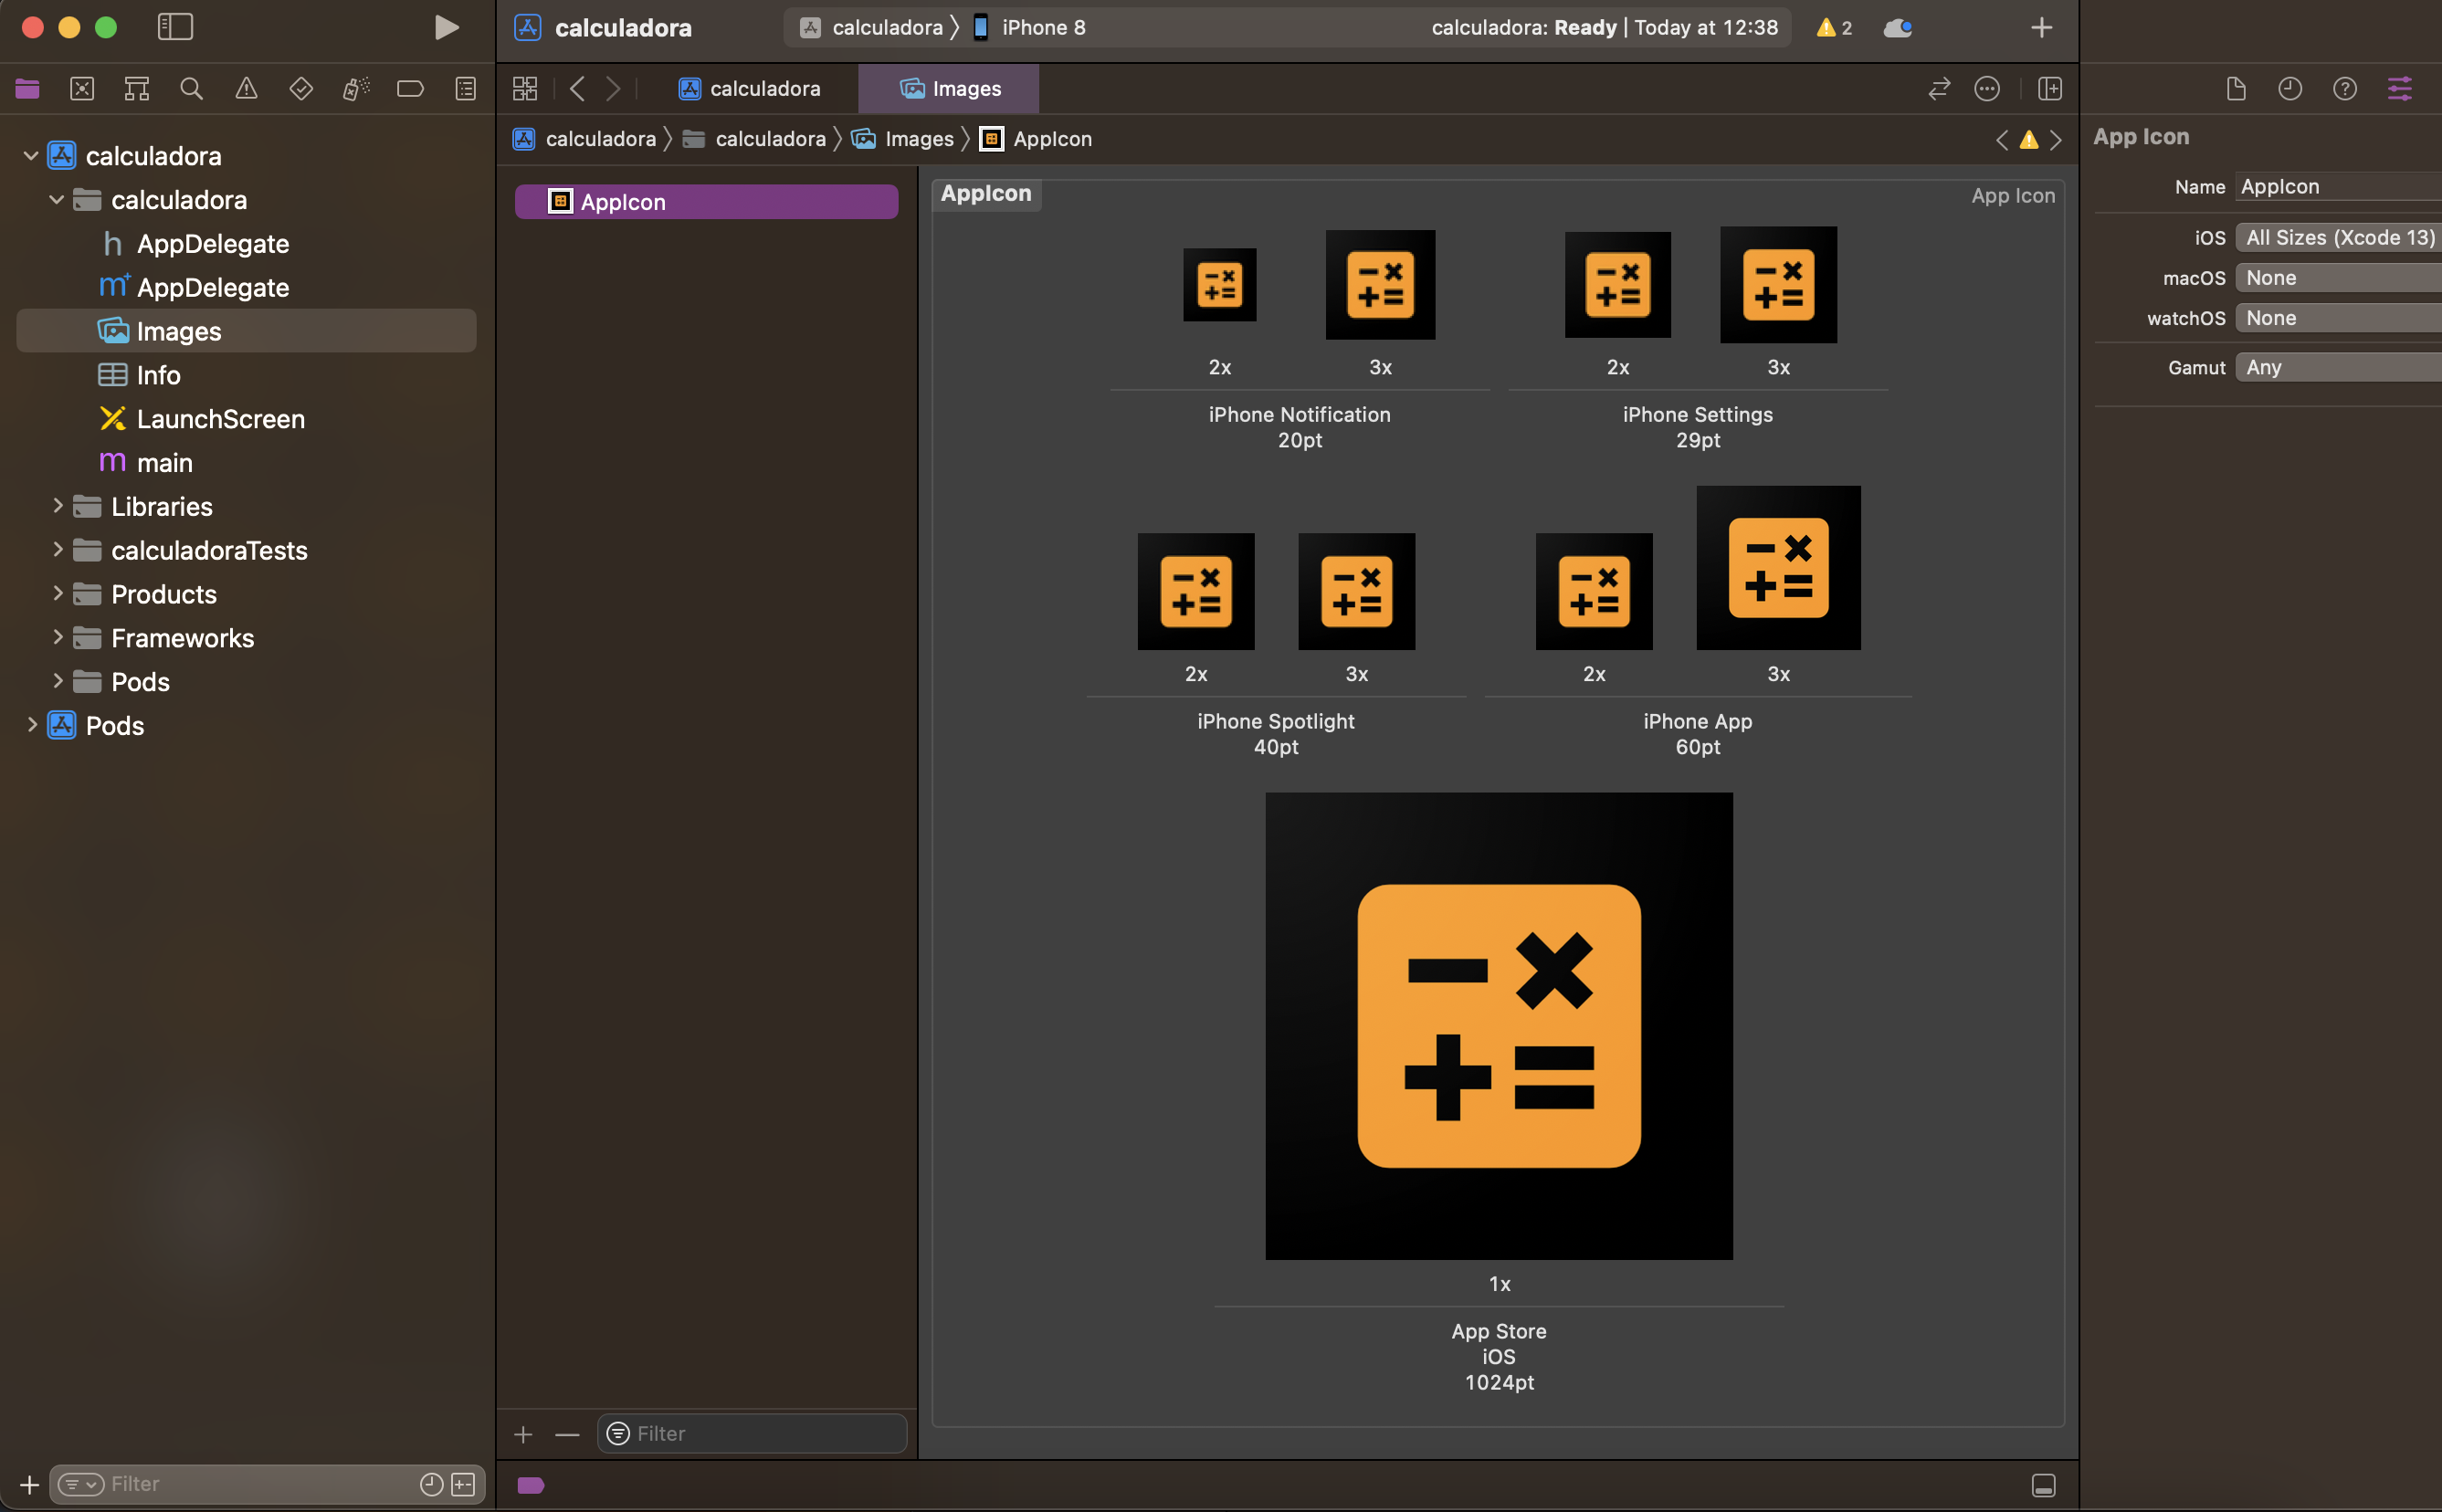 calculadora
calculadora
AppDelegate
AppDelegate
Images
Info
LaunchScreen
main
Libraries
calculadoraTests
Products
Frameworks
Pods
Pods
Filter
calculadora
calculadora iPhone 8
calculadora: Ready | Today at 12:38
2
calculadora
Images
calculadora calculadora Images AppIcon
AppIcon
Filter
AppIcon
App Icon
2x 3x
iPhone Notification
20pt
2x 3x
iPhone Settings
29pt
2x 3x
iPhone Spotlight
40pt
2x 3x
iPhone App
60pt
1x
App Store
iOS
1024pt
App Icon
Name AppIcon
iOS All Sizes (Xcode 13)
macOS None
watchOS None
Gamut Any